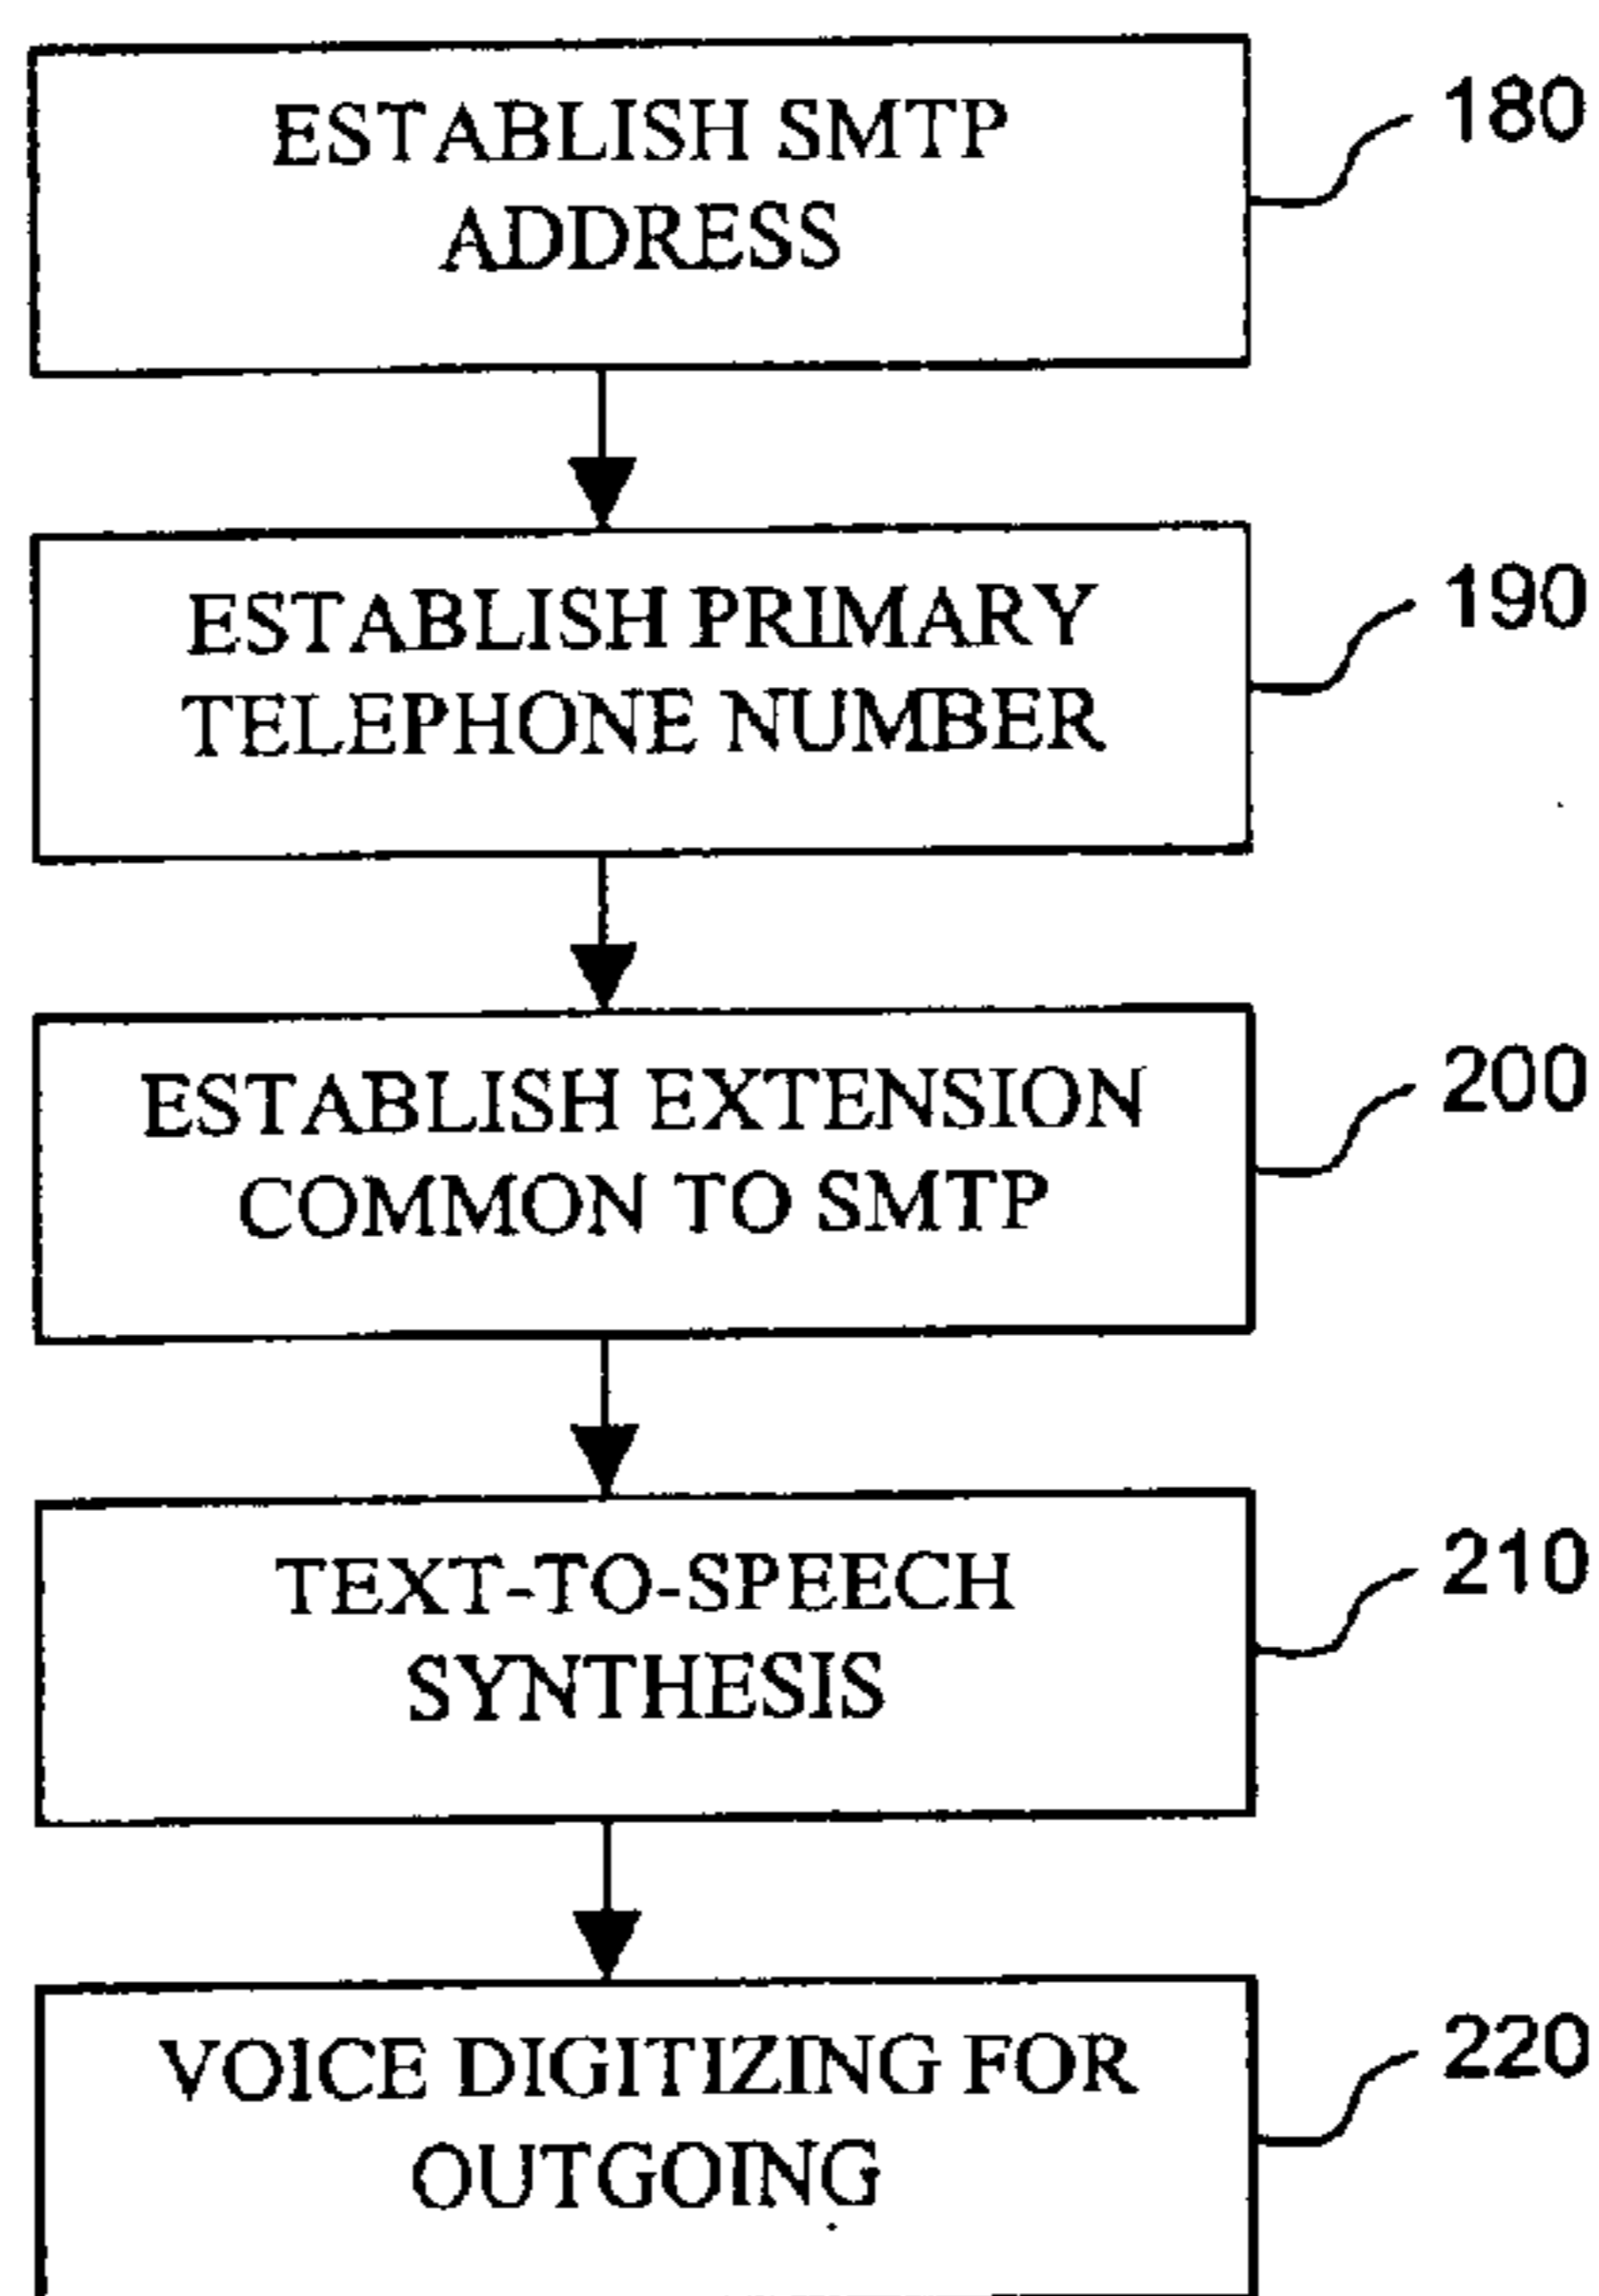 ESTABLISH SMTP
ADDRESS
180
ESTABLISH PRIMARY
TELEPHONE NUMBER
190
ESTABLISH EXTENSION
COMMON TO SMTP
200
TEXT-TO-SPEECH
SYNTHESIS
210
VOICE DIGITIZING FOR
OUTGOING
220